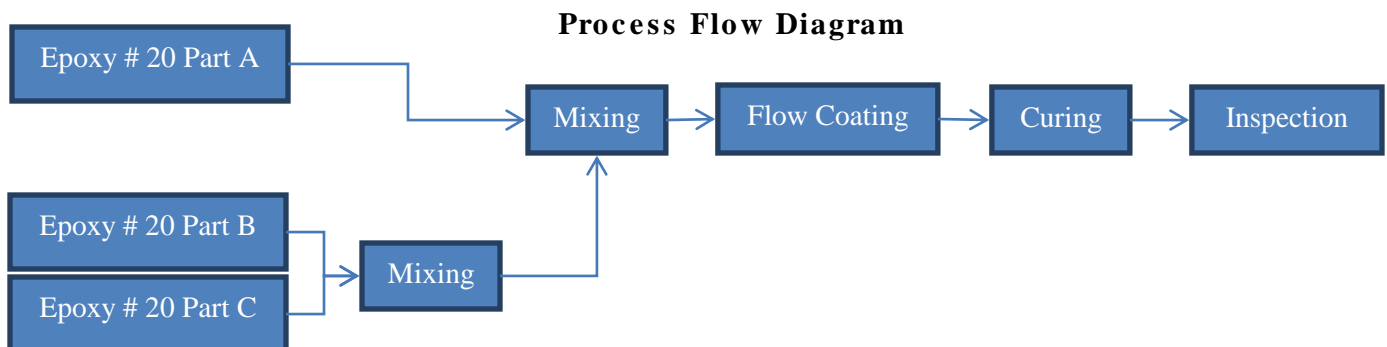 Process Flow Diagram
Epoxy # 20 Part A
Mixing
Flow Coating
Curing
Inspection
Epoxy # 20 Part B
Mixing
Epoxy # 20 Part C